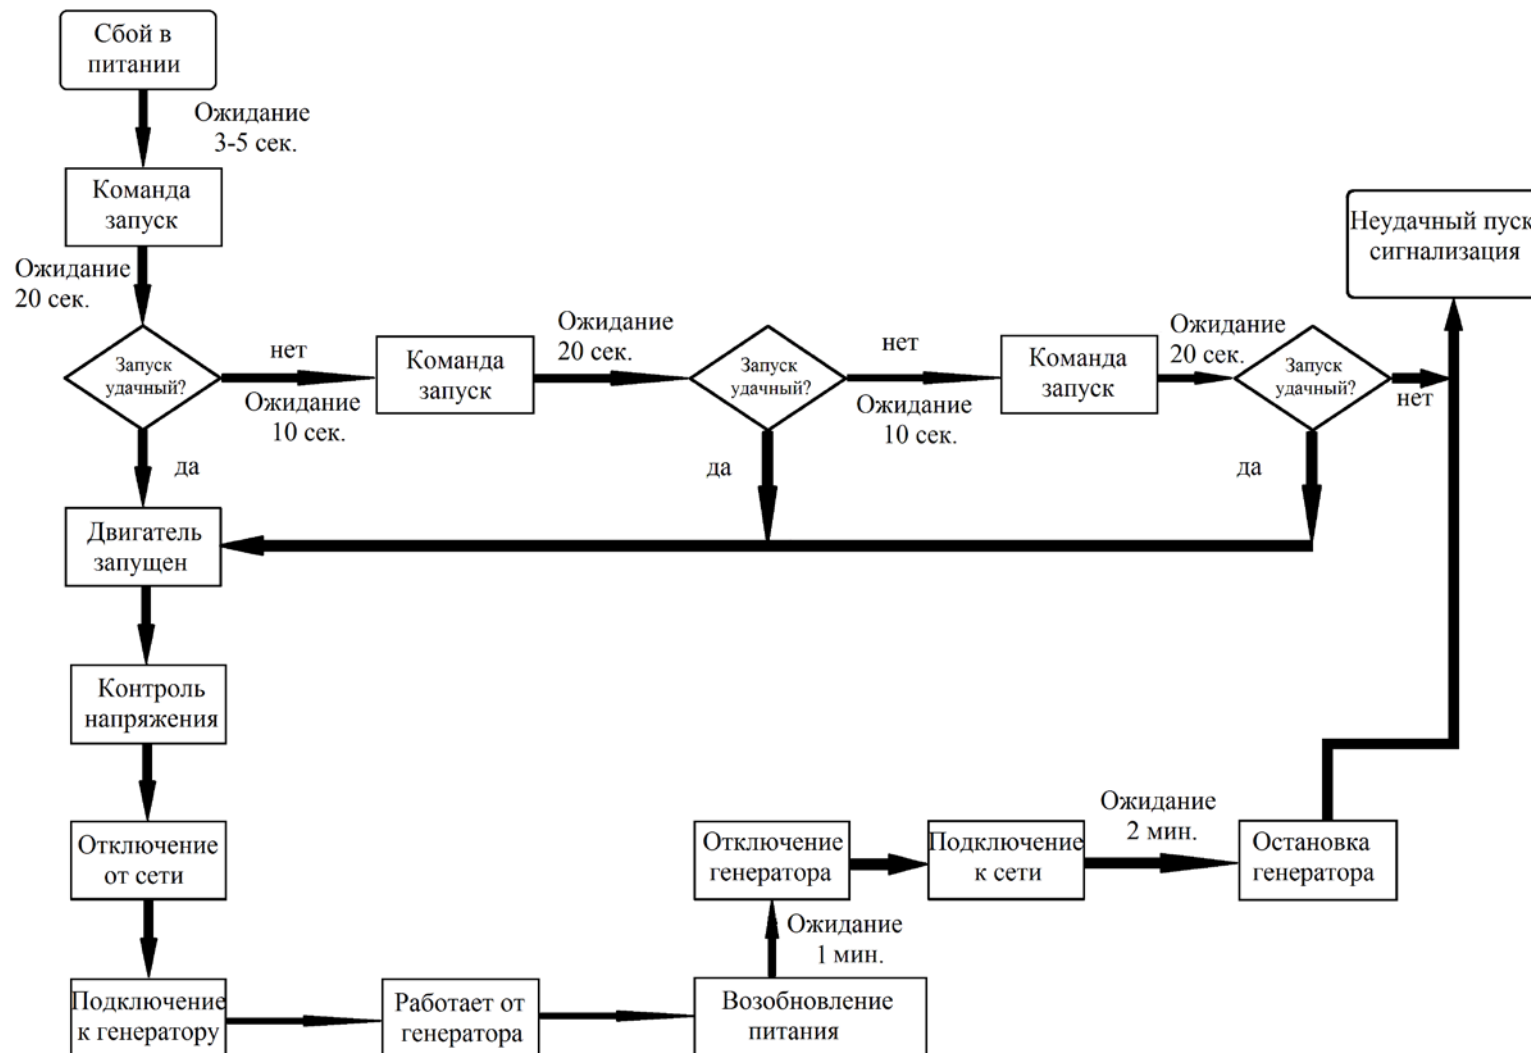 Сбой в
питании
Ожидание
3-5 сек.
Команда
запуск
Ожидание
20 сек.
Запуск
удачный?
нет
Ожидание
10 сек.
Команда
запуск
Ожидание
20 сек.
Запуск
удачный?
нет
Ожидание
10 сек.
Команда
запуск
Ожидание
20 сек.
Запуск
удачный?
нет
Неудачный пуск
сигнализация
да
да
да
Двигатель
запущен
Контроль
напряжения
Отключение
от сети
Подключение
к генератору
Работает от
генератора
Возобновление
питания
Ожидание
1 мин.
Отключение
генератора
Подключение
к сети
Ожидание
2 мин.
Остановка
генератора